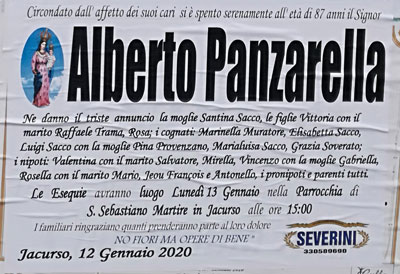 Circondato dall' affetto dei suoi cari si è spento serenamente all' età di 87 anni il Signor
Alberto Panzarella
Ne danno il triste annuncio la moglie Santina Sacco, le figlie Vittoria con il
marito Raffaele Trama, Rosa; i cognati: Marinella Muratore, Elisabetta Sacco,
Luigi Sacco con la moglie Pina Provenzano, Marialuisa Sacco, Grazia Soverato;
i nipoti: Valentina con il marito Salvatore, Mirella, Vincenzo con la moglie Gabriella,
Rosella con il marito Mario, Jeou François e Antonello, i pronipoti e parenti tutti.
Le Esequie avranno luogo Lunedì 13 Gennaio nella Parrocchia di
S. Sebastiano Martire in Jacurso alle ore 15:00
I familiari ringraziano quanti prenderanno parte al loro dolore
NO FIORI MA OPERE DI BENE"
Jacurso, 12 Gennaio 2020
SEVERINI
330589690